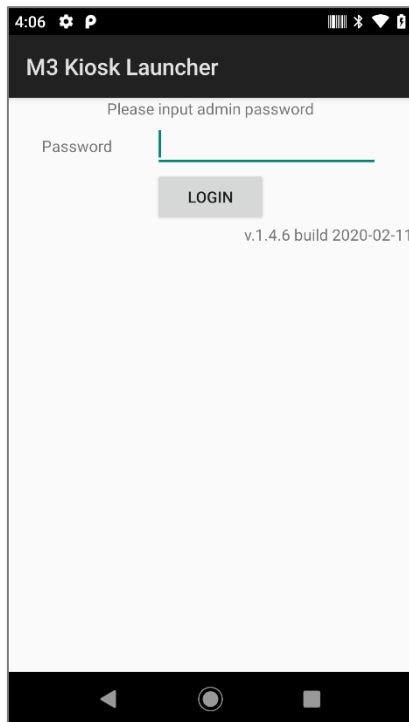 4:06
M3 Kiosk Launcher
Please input admin password
Password
LOGIN
v.1.4.6 build 2020-02-11